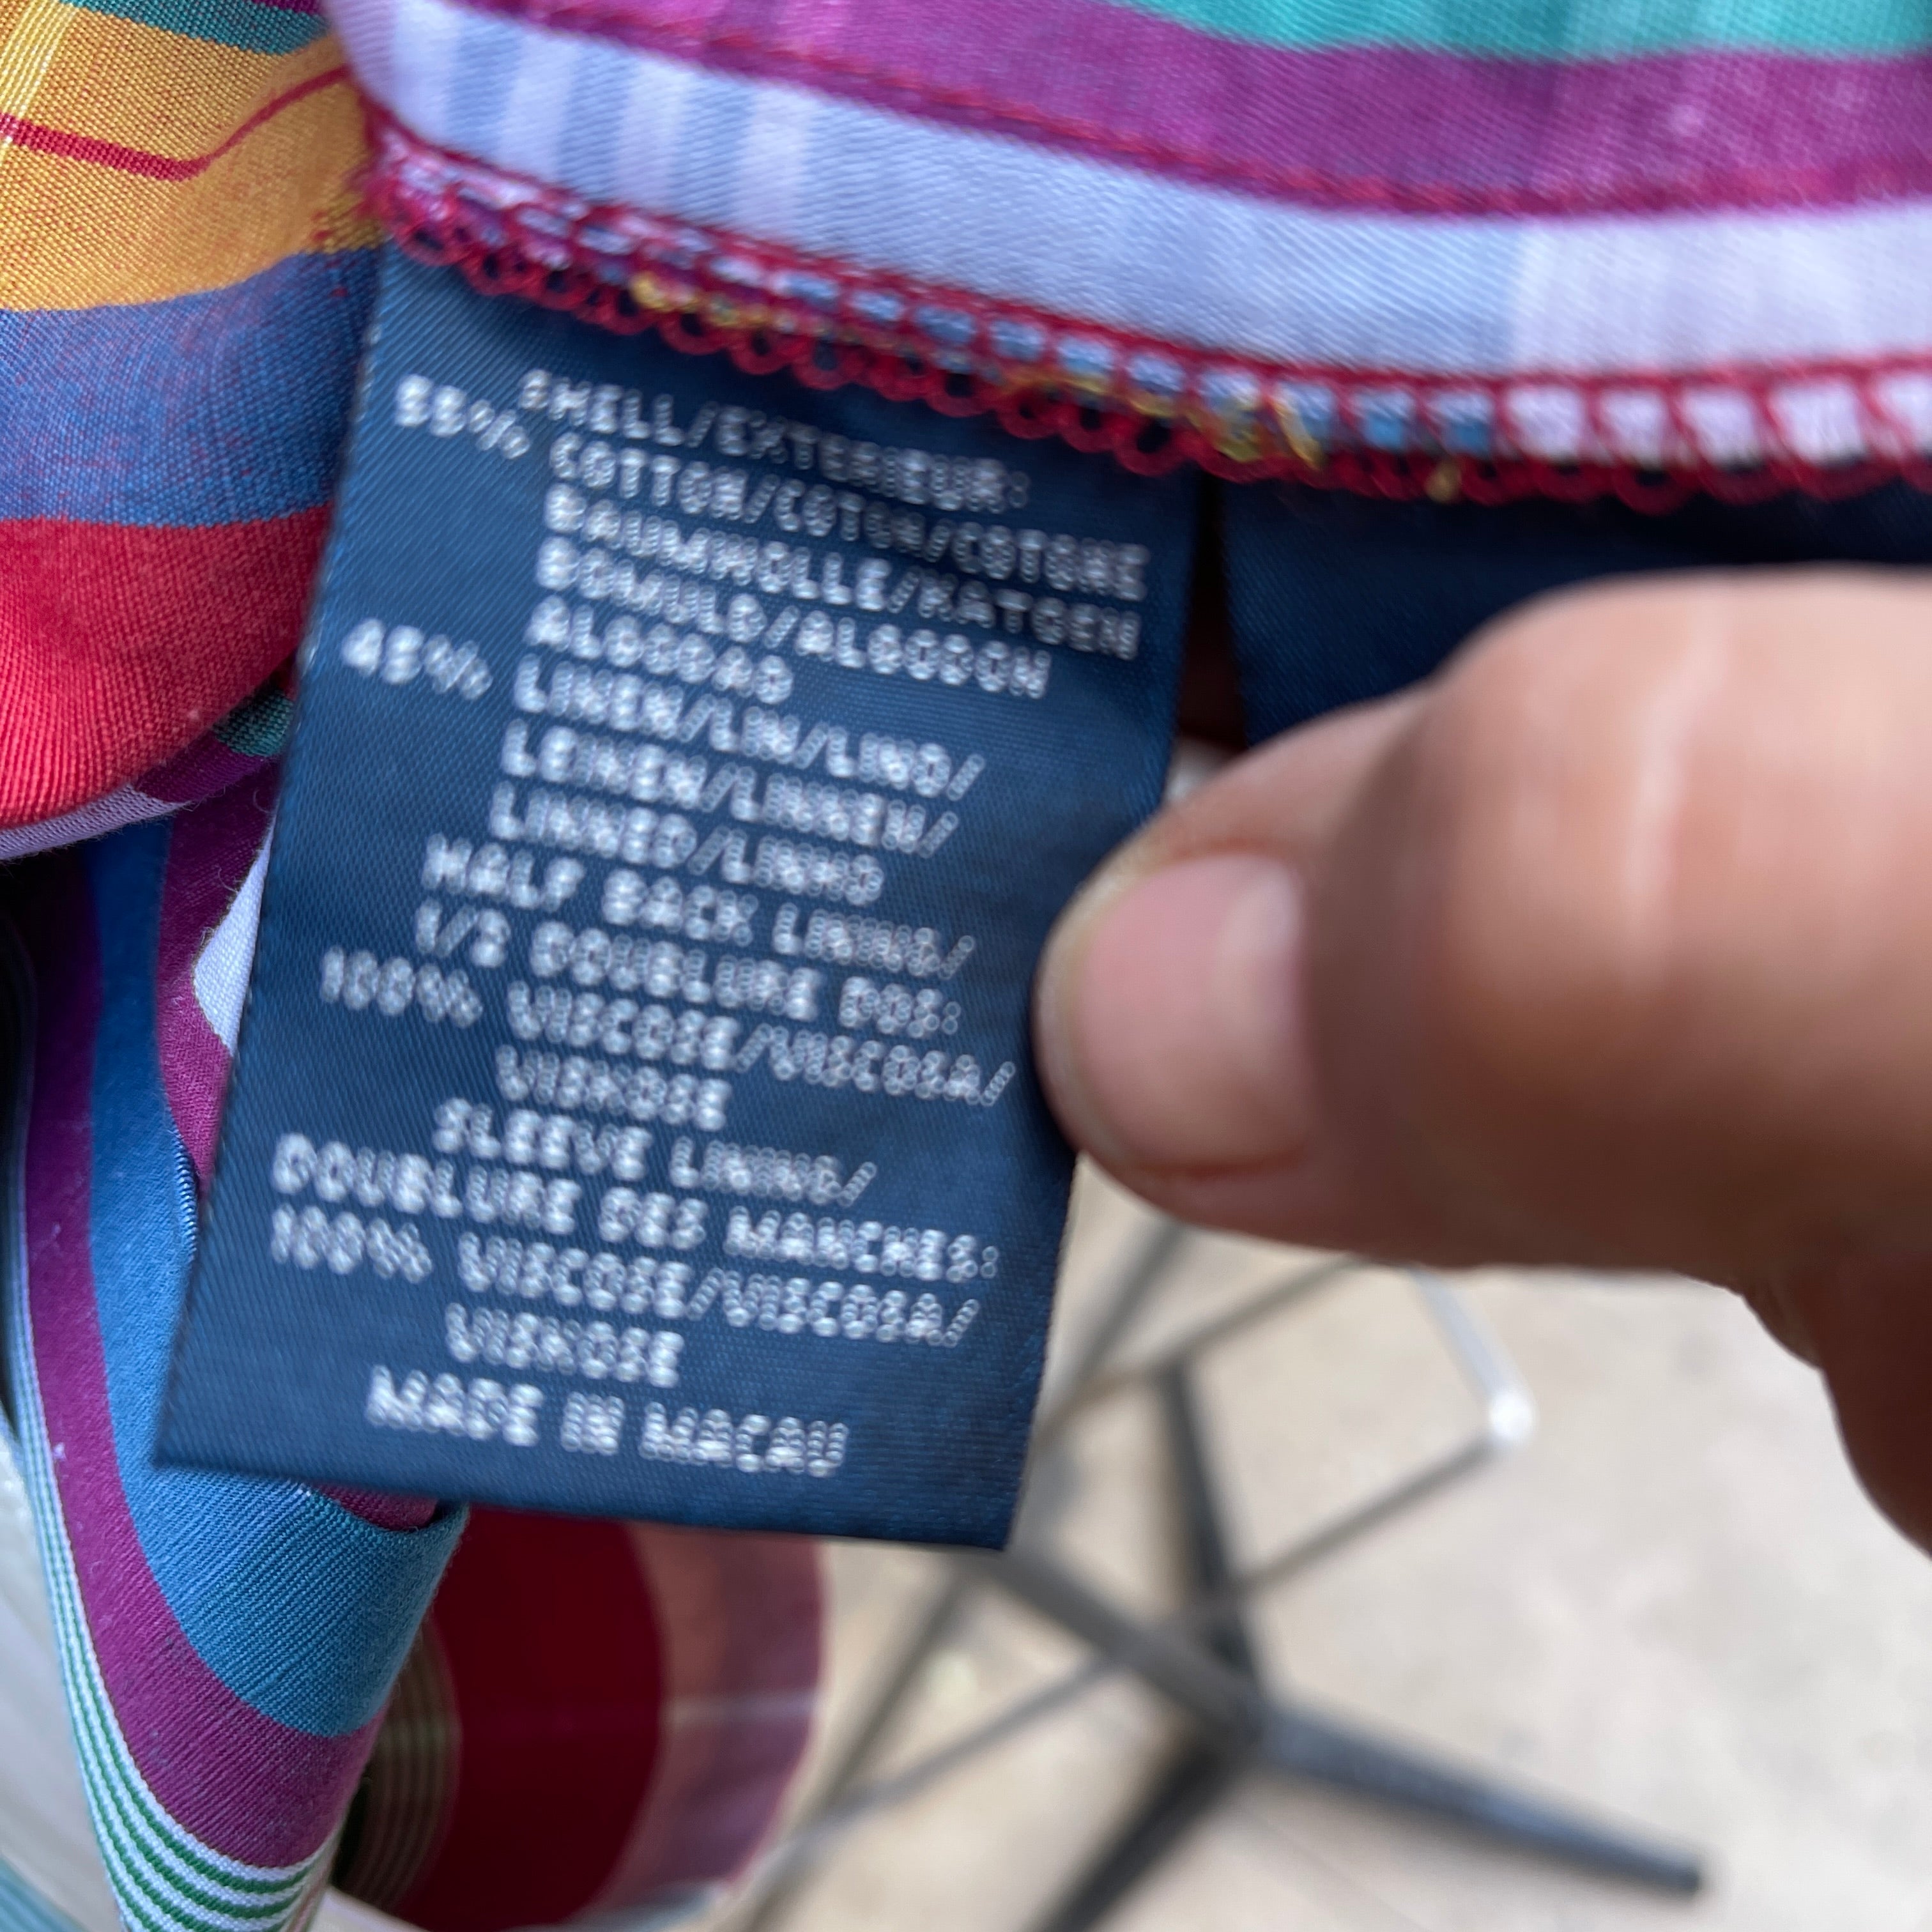 SHELL/EXTERIEUR:
55% COTTON/COTON/COTONE
BAUMWOLLE/KATOEN
BOMULD/ALGODON
ALGODAO
45% LINEN/LIN/LINO/
LEINEN/LINNEN/
LINNED/LINHO
HALF BACK LINING/
1/2 DOUBLURE DOS:
100% VISCOSE/VISCOSA/
VISKOSE
SLEEVE LINING/
DOUBLURE DES MANCHES:
100% VISCOSE/VISCOSA/
VISKOSE
MADE IN MACAU